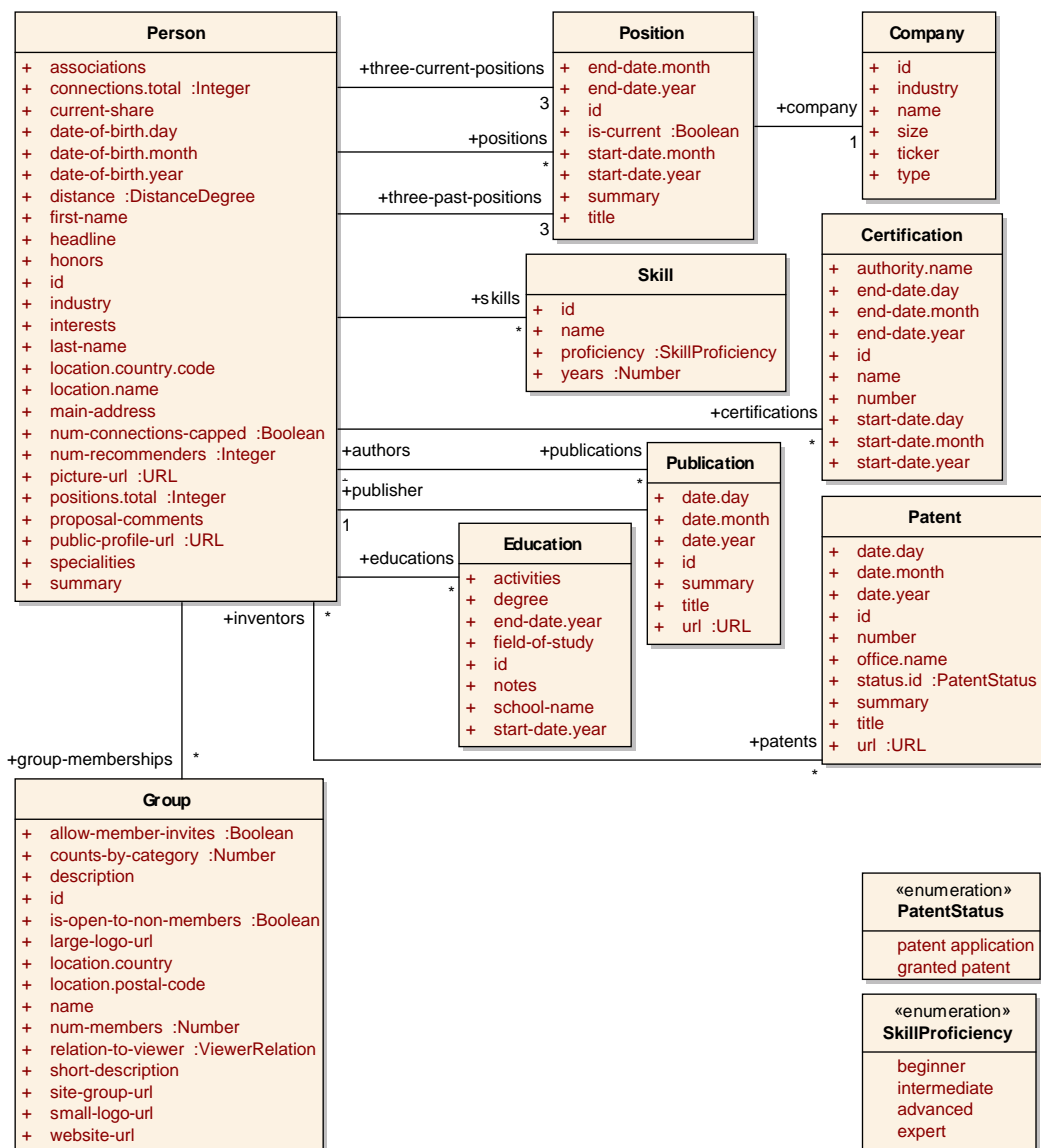 Person
+ associations
+ connections.total :Integer
+ current-share
+ date-of-birth.day
+ date-of-birth.month
+ date-of-birth.year
+ distance :DistanceDegree
+ first-name
+ headline
+ honors
+ id
+ industry
+ interests
+ last-name
+ location.country.code
+ location.name
+ main-address
+ num-connections-capped :Boolean
+ num-recommenders :Integer
+ picture-url :URL
+ positions.total :Integer
+ proposal-comments
+ public-profile-url :URL
+ specialities
+ summary
+three-current-positions
3
+positions
*
+three-past-positions
3
Position
+ end-date.month
+ end-date.year
+ id
+ is-current :Boolean
+ start-date.month
+ start-date.year
+ summary
+ title
+company
1
Company
+ id
+ industry
+ name
+ size
+ ticker
+ type
+skills
*
Skill
+ id
+ name
+ proficiency :SkillProficiency
+ years :Number
+certifications
*
Certification
+ authority.name
+ end-date.day
+ end-date.month
+ end-date.year
+ id
+ name
+ number
+ start-date.day
+ start-date.month
+ start-date.year
+authors
*
+publications
*
+publisher
1
Publication
+ date.day
+ date.month
+ date.year
+ id
+ summary
+ title
+ url :URL
+educations
*
Education
+ activities
+ degree
+ end-date.year
+ field-of-study
+ id
+ notes
+ school-name
+ start-date.year
+inventors
*
+patents
*
Patent
+ date.day
+ date.month
+ date.year
+ id
+ number
+ office.name
+ status.id :PatentStatus
+ summary
+ title
+ url :URL
+group-memberships
*
Group
+ allow-member-invites :Boolean
+ counts-by-category :Number
+ description
+ id
+ is-open-to-non-members :Boolean
+ large-logo-url
+ location.country
+ location.postal-code
+ name
+ num-members :Number
+ relation-to-viewer :ViewerRelation
+ short-description
+ site-group-url
+ small-logo-url
+ website-url
«enumeration»
PatentStatus
patent application
granted patent
«enumeration»
SkillProficiency
beginner
intermediate
advanced
expert